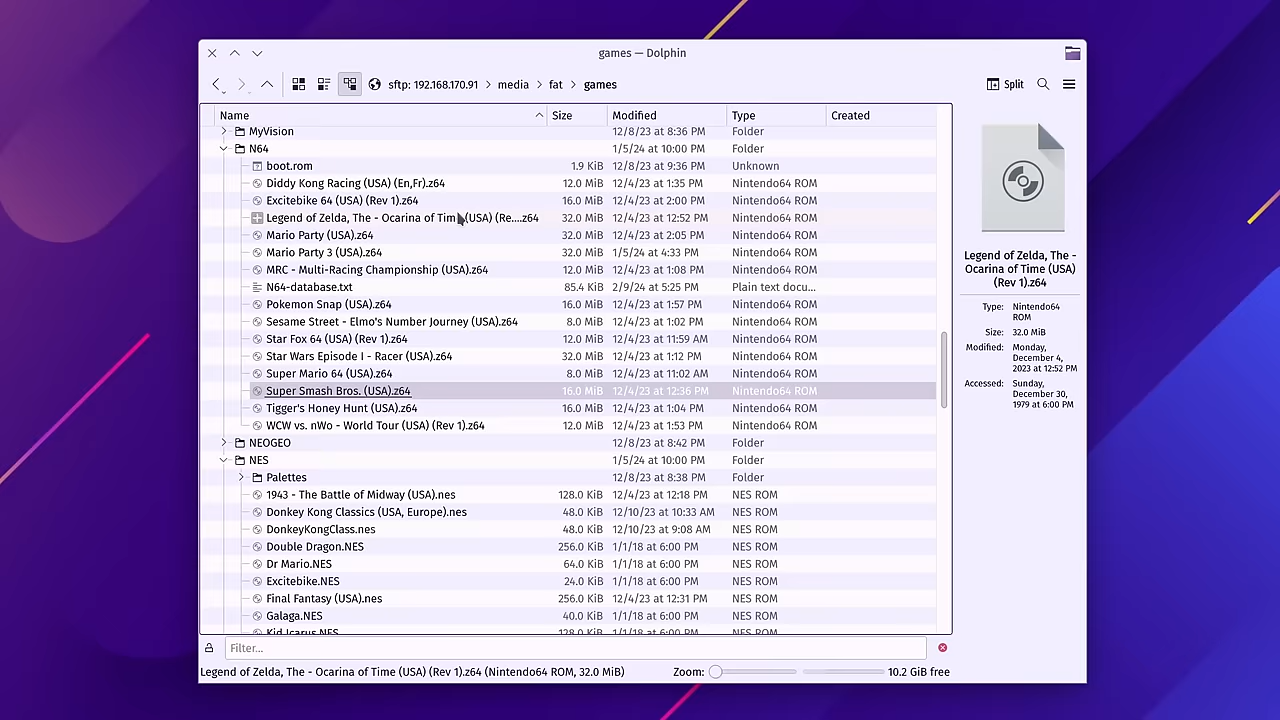 games — Dolphin
sftp: 192.168.170.91 > media > fat > games Split
Name Size Modified Type Created
MyVision 12/8/23 at 8:36 PM Folder
N64 1/5/24 at 10:00 PM Folder
boot.rom 1.9 KiB 12/8/23 at 9:36 PM Unknown
Diddy Kong Racing (USA) (En,Fr).z64 12.0 MiB 12/4/23 at 1:35 PM Nintendo64 ROM
Excitebike 64 (USA) (Rev 1).z64 16.0 MiB 12/4/23 at 2:00 PM Nintendo64 ROM
Legend of Zelda, The - Ocarina of Time (USA) (Re....z64 32.0 MiB 12/4/23 at 12:52 PM Nintendo64 ROM
Mario Party (USA).z64 32.0 MiB 12/4/23 at 2:05 PM Nintendo64 ROM
Mario Party 3 (USA).z64 32.0 MiB 1/5/24 at 4:33 PM Nintendo64 ROM
MRC - Multi-Racing Championship (USA).z64 12.0 MiB 12/4/23 at 1:08 PM Nintendo64 ROM
N64-database.txt 85.4 KiB 2/9/24 at 5:25 PM Plain text docu...
Pokemon Snap (USA).z64 16.0 MiB 12/4/23 at 1:57 PM Nintendo64 ROM
Sesame Street - Elmo's Number Journey (USA).z64 8.0 MiB 12/4/23 at 1:02 PM Nintendo64 ROM
Star Fox 64 (USA) (Rev 1).z64 12.0 MiB 12/4/23 at 11:59 AM Nintendo64 ROM
Star Wars Episode I - Racer (USA).z64 32.0 MiB 12/4/23 at 1:12 PM Nintendo64 ROM
Super Mario 64 (USA).z64 8.0 MiB 12/4/23 at 11:02 AM Nintendo64 ROM
Super Smash Bros. (USA).z64 16.0 MiB 12/4/23 at 12:36 PM Nintendo64 ROM
Tigger's Honey Hunt (USA).z64 16.0 MiB 12/4/23 at 1:04 PM Nintendo64 ROM
WCW vs. nWo - World Tour (USA) (Rev 1).z64 12.0 MiB 12/4/23 at 1:53 PM Nintendo64 ROM
NEOGEO 12/8/23 at 8:42 PM Folder
NES 1/5/24 at 10:00 PM Folder
Palettes 12/8/23 at 8:38 PM Folder
1943 - The Battle of Midway (USA).nes 128.0 KiB 12/4/23 at 12:18 PM NES ROM
Donkey Kong Classics (USA, Europe).nes 48.0 KiB 12/10/23 at 10:33 AM NES ROM
DonkeyKongClass.nes 48.0 KiB 12/10/23 at 9:08 AM NES ROM
Double Dragon.NES 256.0 KiB 1/1/18 at 6:00 PM NES ROM
Dr Mario.NES 64.0 KiB 1/1/18 at 6:00 PM NES ROM
Excitebike.NES 24.0 KiB 1/1/18 at 6:00 PM NES ROM
Final Fantasy (USA).nes 256.0 KiB 12/4/23 at 12:31 PM NES ROM
Galaga.NES 40.0 KiB 1/1/18 at 6:00 PM NES ROM
Kid Icarus.NES 128.0 KiB 1/1/18 at 6:00 PM NES ROM
Legend of Zelda, The -
Ocarina of Time (USA)
(Rev 1).z64
Type: Nintendo64
ROM
Size: 32.0 MiB
Modified: Monday,
December 4,
2023 at 12:52 PM
Accessed: Sunday,
December 30,
1979 at 6:00 PM
Filter...
Legend of Zelda, The - Ocarina of Time (USA) (Rev 1).z64 (Nintendo64 ROM, 32.0 MiB) Zoom: 10.2 GiB free